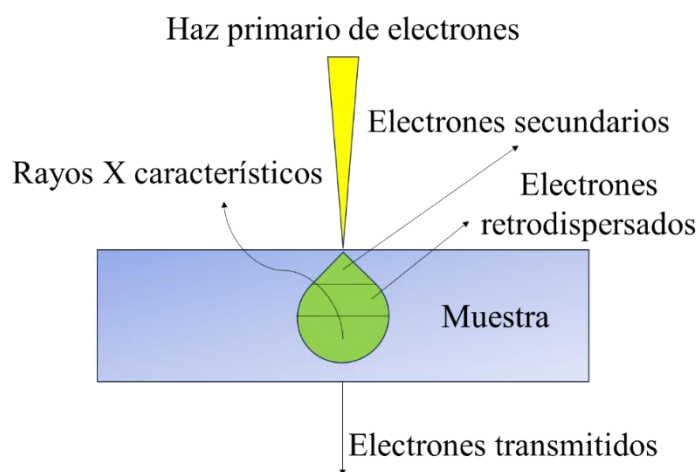 Haz primario de electrones
Electrones secundarios
Rayos X característicos
Electrones
retrodispersados
Muestra
Electrones transmitidos